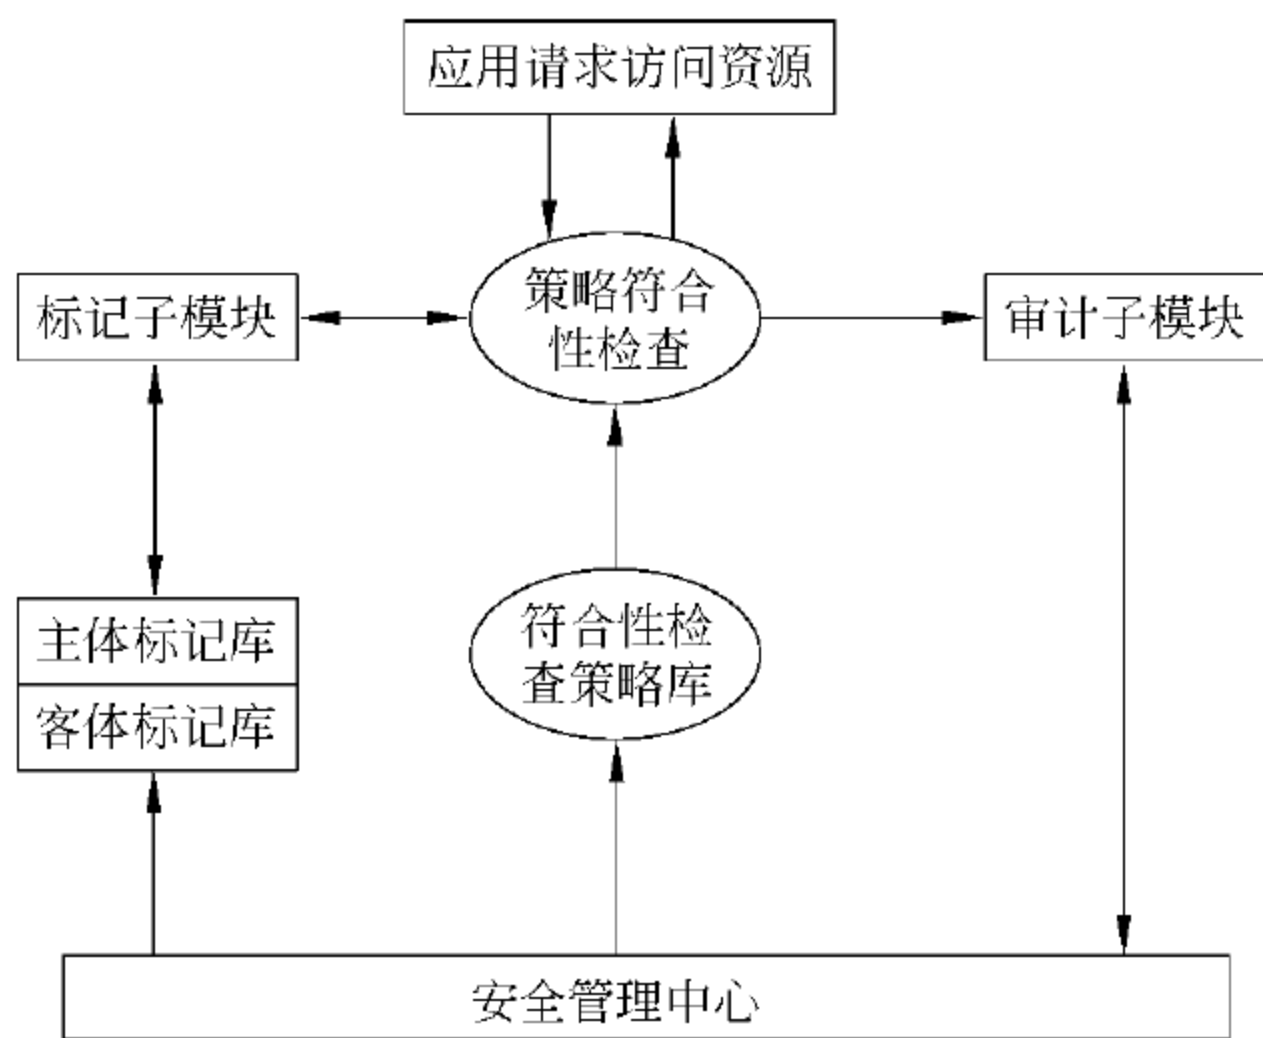 应用请求访问资源
策略符合
性检查
标记子模块
审计子模块
符合性检
查策略库
主体标记库
客体标记库
安全管理中心